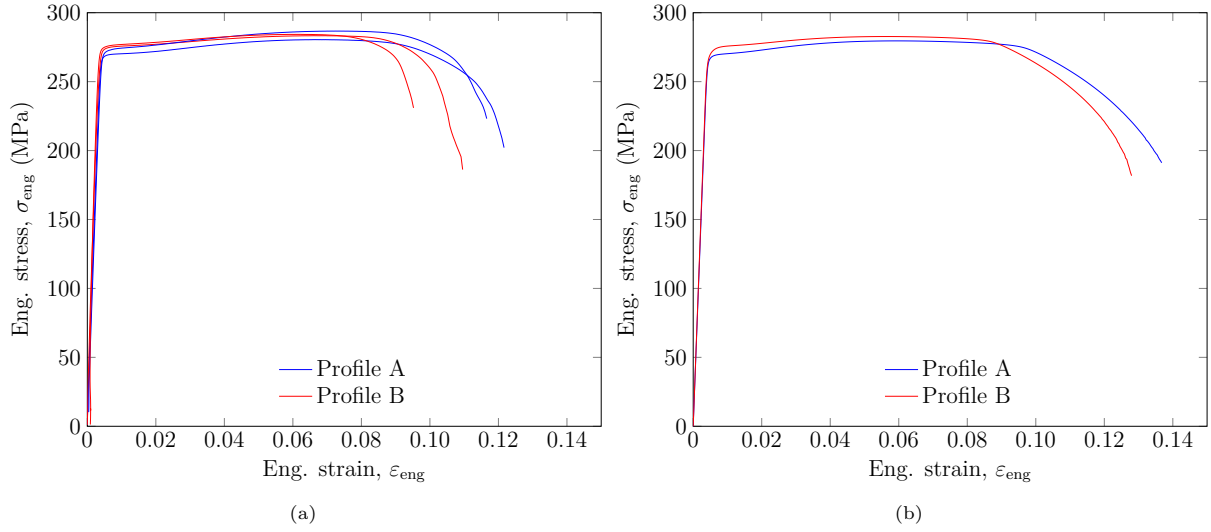 300
250
200
150
100
50
0
Eng. stress, σeng (MPa)
Profile A
Profile B
0 0.02 0.04 0.06 0.08 0.10 0.12 0.14
Eng. strain, εeng
(a)
300
250
200
150
100
50
0
Eng. stress, σeng (MPa)
Profile A
Profile B
0 0.02 0.04 0.06 0.08 0.10 0.12 0.14
Eng. strain, εeng
(b)